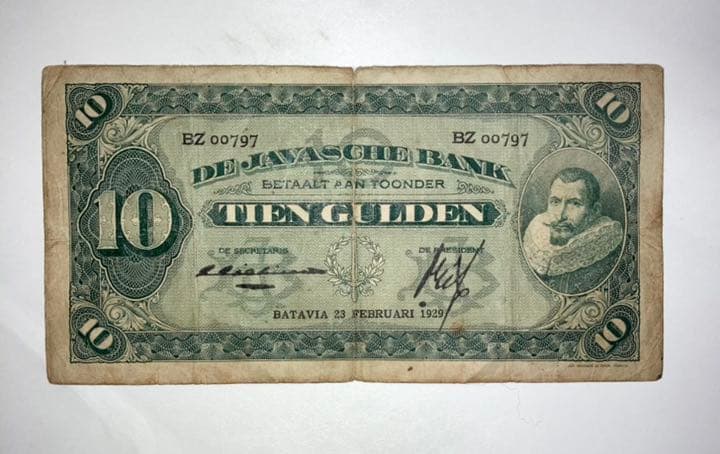 10 10
BZ 00797 BZ 00797
DE JAVASCHE BANK
BETAALT AAN TOONDER
10 TIEN GULDEN
DE SECRETARIS DE PRESIDENT
BATAVIA 23 FEBRUARI 1929
10 10